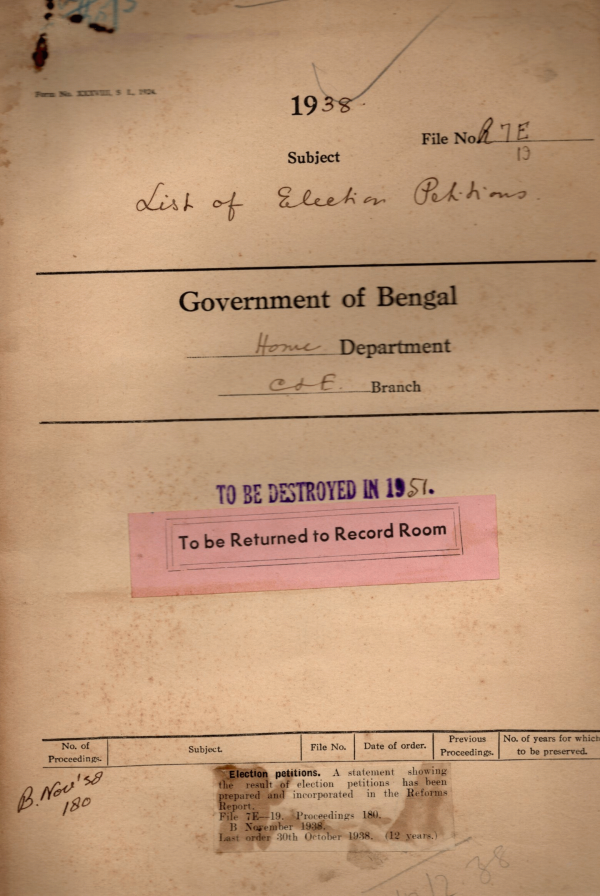 Form No. XXXVIII, S I., 1924.
1938.
File No. R 7E
19
Subject
List of Election Petitions.
Government of Bengal
Home Department
C & E. Branch
TO BE DESTROYED IN 1951.
To be Returned to Record Room
No. of Proceedings. Subject. File No. Date of order. Previous Proceedings. No. of years for which to be preserved.
B. Nov '38
180
Election petitions. A statement showing
the result of election petitions has been
prepared and incorporated in the Reforms
Report.
File 7E—19. Proceedings 180.
B November 1938.
Last order 30th October 1938. (12 years.)